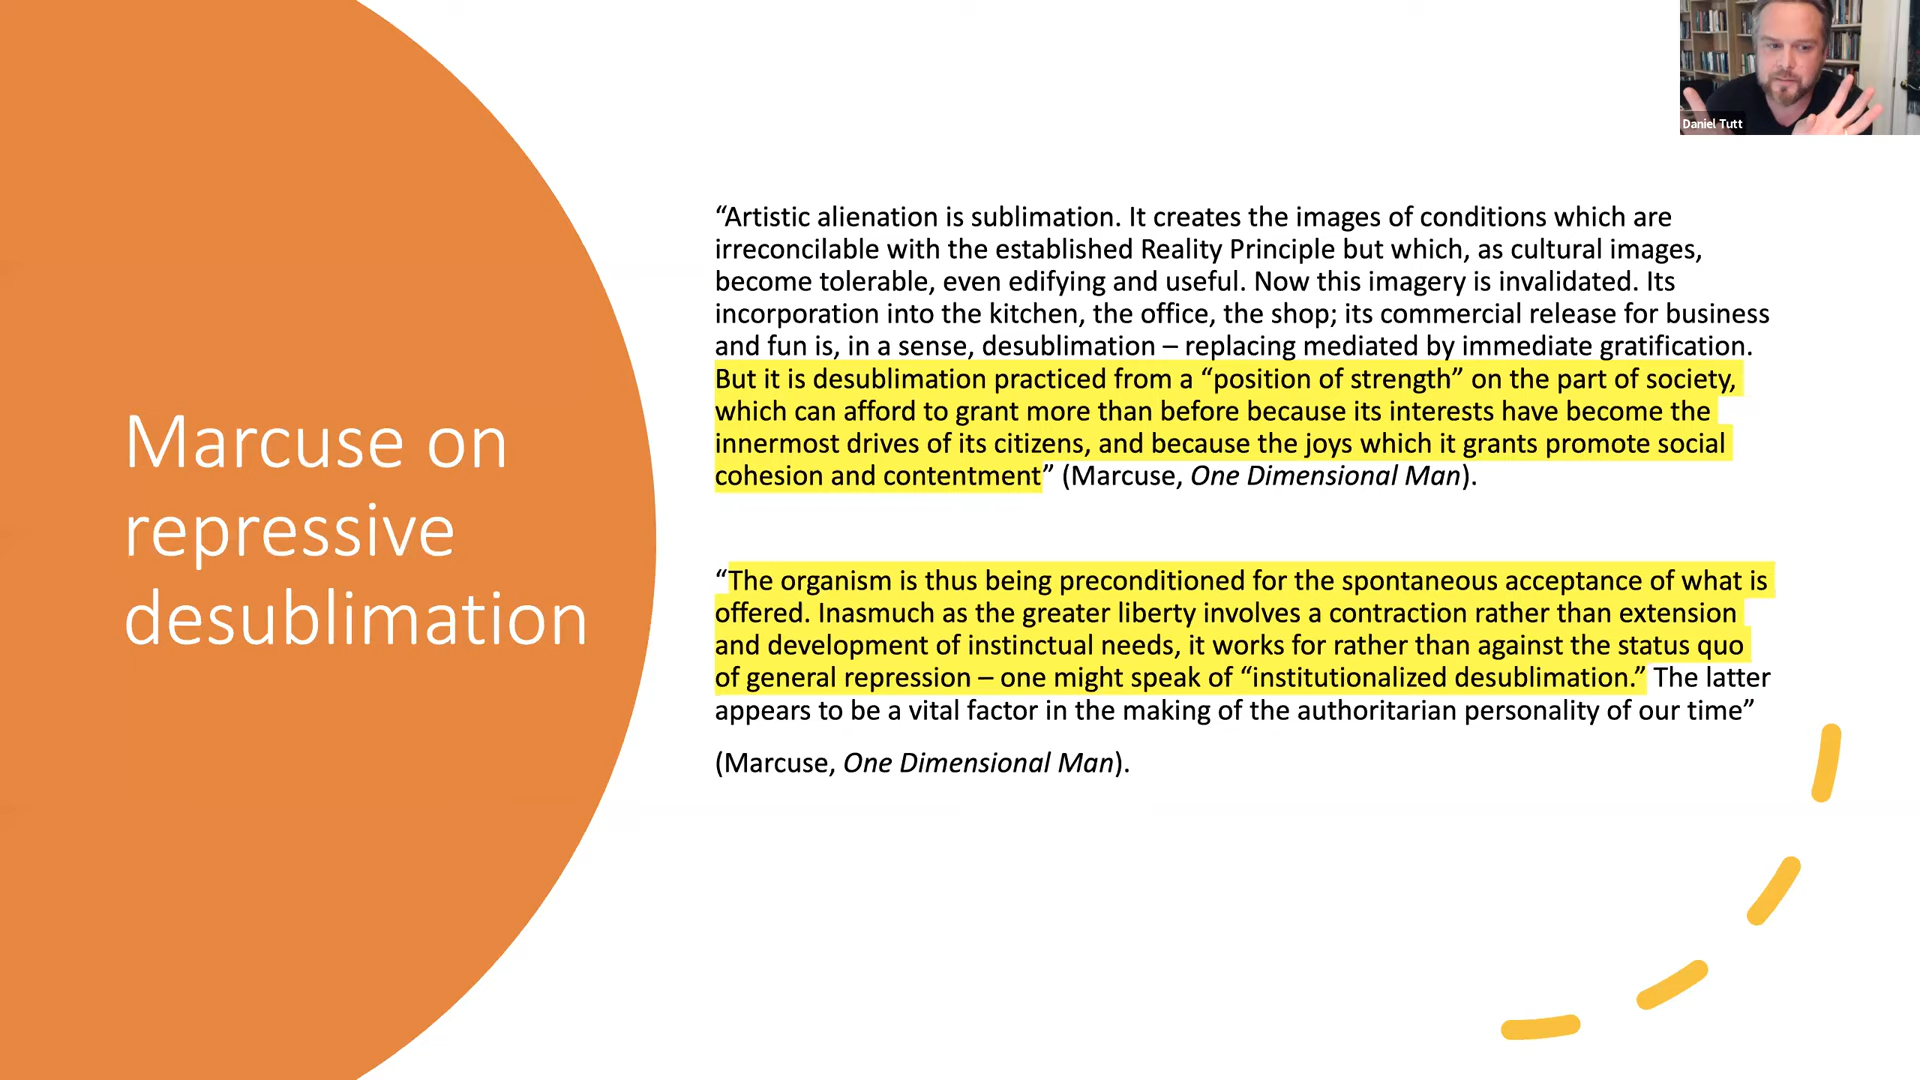 Daniel Tutt
Marcuse on
repressive
desublimation
“Artistic alienation is sublimation. It creates the images of conditions which are
irreconcilable with the established Reality Principle but which, as cultural images,
become tolerable, even edifying and useful. Now this imagery is invalidated. Its
incorporation into the kitchen, the office, the shop; its commercial release for business
and fun is, in a sense, desublimation – replacing mediated by immediate gratification.
But it is desublimation practiced from a “position of strength” on the part of society,
which can afford to grant more than before because its interests have become the
innermost drives of its citizens, and because the joys which it grants promote social
cohesion and contentment” (Marcuse, One Dimensional Man).
“The organism is thus being preconditioned for the spontaneous acceptance of what is
offered. Inasmuch as the greater liberty involves a contraction rather than extension
and development of instinctual needs, it works for rather than against the status quo
of general repression – one might speak of “institutionalized desublimation.” The latter
appears to be a vital factor in the making of the authoritarian personality of our time”
(Marcuse, One Dimensional Man).